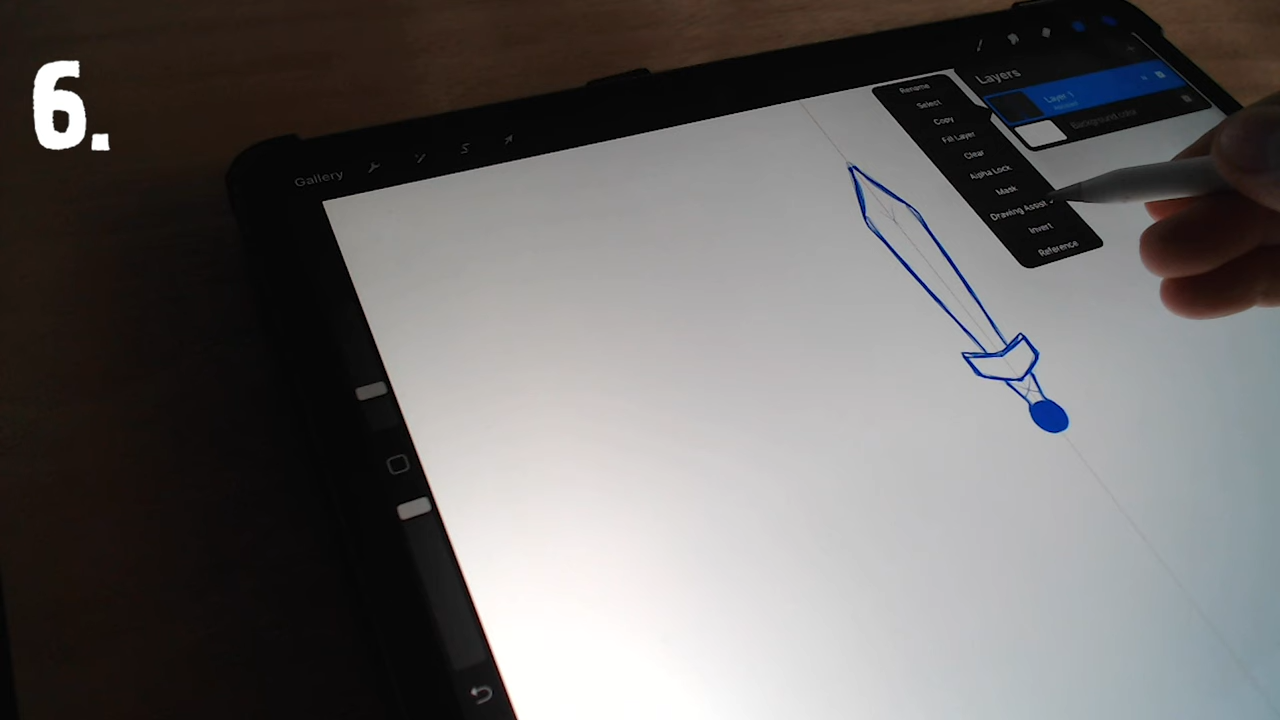 6.
Gallery
Layers
Layer 1
Assisted
Background color
Rename
Select
Copy
Fill Layer
Clear
Alpha Lock
Mask
Drawing Assist ✓
Invert
Reference